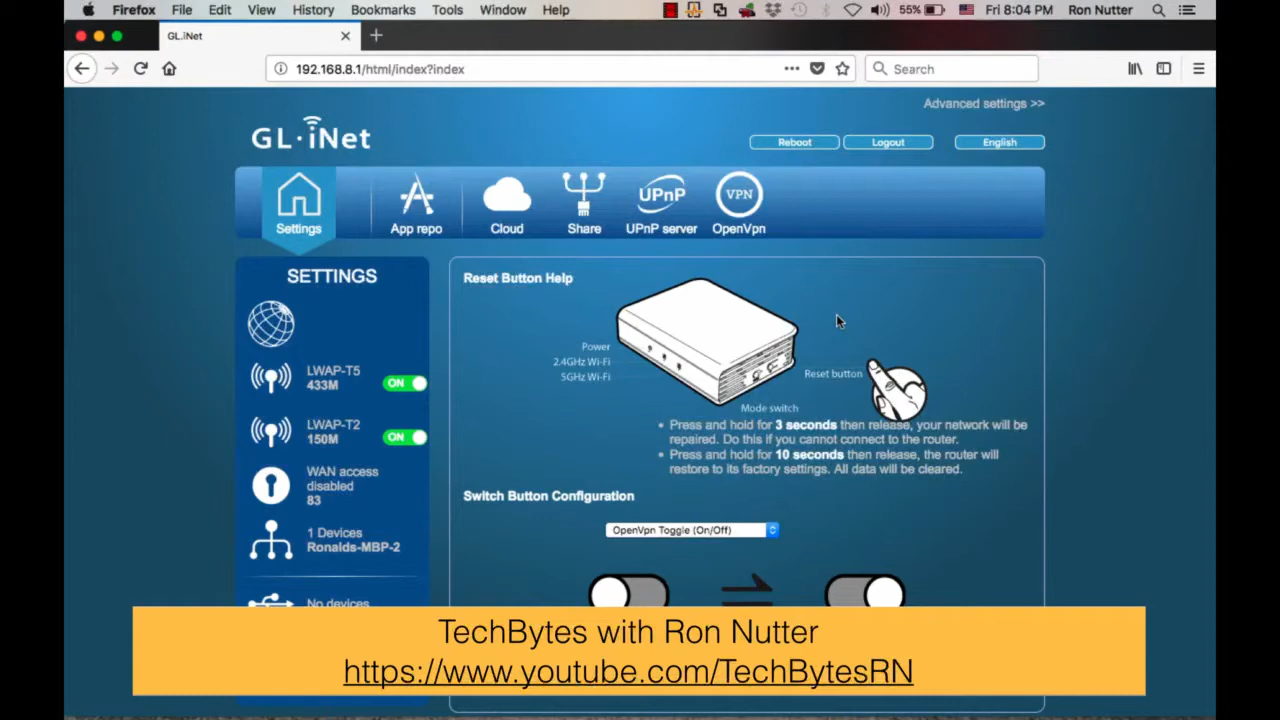 Firefox File Edit View History Bookmarks Tools Window Help 55% Fri 8:04 PM Ron Nutter
GL.iNet
192.168.8.1/html/index?index
Search
Advanced settings >>
GL·iNet
Reboot Logout English
Settings App repo Cloud Share UPnP UPnP server VPN OpenVpn
SETTINGS
LWAP-T5
433M
ON
LWAP-T2
150M
ON
WAN access
disabled
83
1 Devices
Ronalds-MBP-2
No devices
Reset Button Help
Power
2.4GHz Wi-Fi
5GHz Wi-Fi
Reset button
Mode switch
• Press and hold for 3 seconds then release, your network will be
repaired. Do this if you cannot connect to the router.
• Press and hold for 10 seconds then release, the router will
restore to its factory settings. All data will be cleared.
Switch Button Configuration
OpenVpn Toggle (On/Off)
TechBytes with Ron Nutter
https://www.youtube.com/TechBytesRN